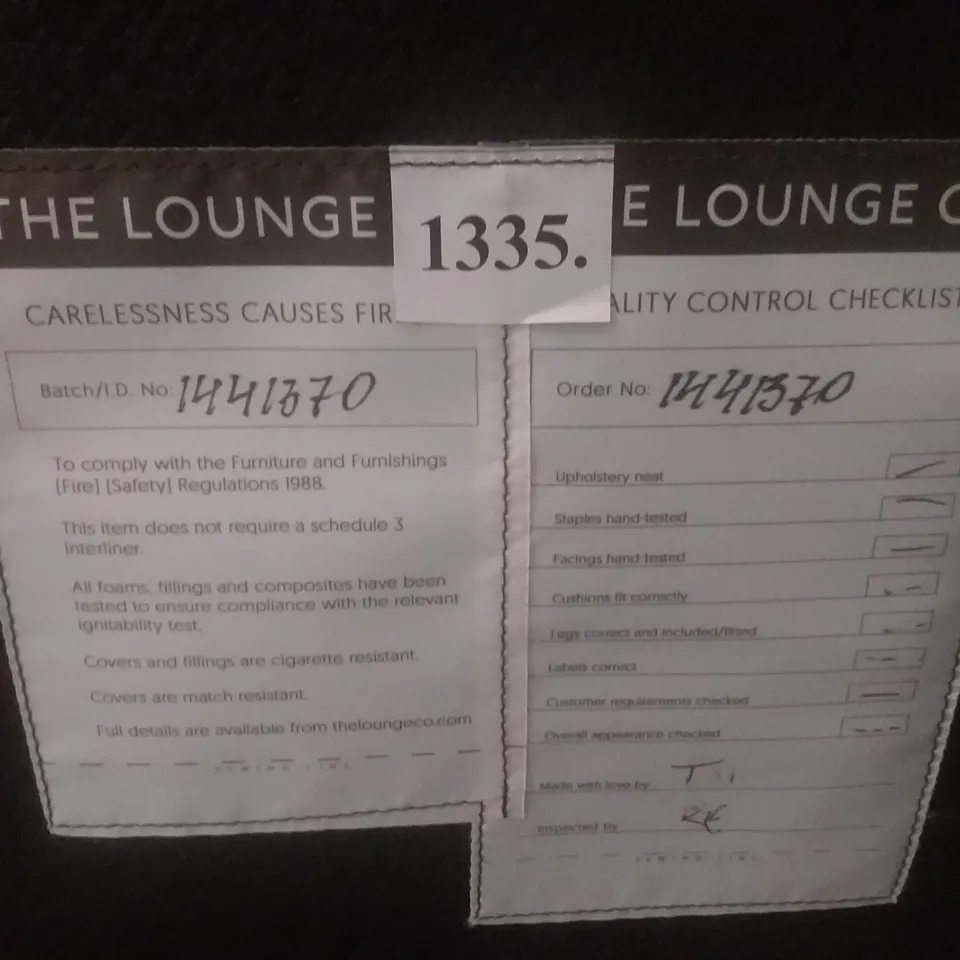 THE LOUNGE
1335.
E LOUNGE C
CARELESSNESS CAUSES FIR
Batch/I.D. No: 1441370
To comply with the Furniture and Furnishings
(Fire) (Safety) Regulations 1988.
This item does not require a schedule 3
interliner.
All foams, fillings and composites have been
tested to ensure compliance with the relevant
ignitability test.
Covers and fillings are cigarette resistant.
Covers are match resistant.
Full details are available from theloungeco.com
SEWING LINE
ALITY CONTROL CHECKLIST
Order No: 1441370
Upholstery neat
Staples hand-tested
Facings hand-tested
Cushions fit correctly
Legs correct and included/fitted
Labels correct
Customer requirements checked
Overall appearance checked
Made with love by
Inspected by
SEWING LINE